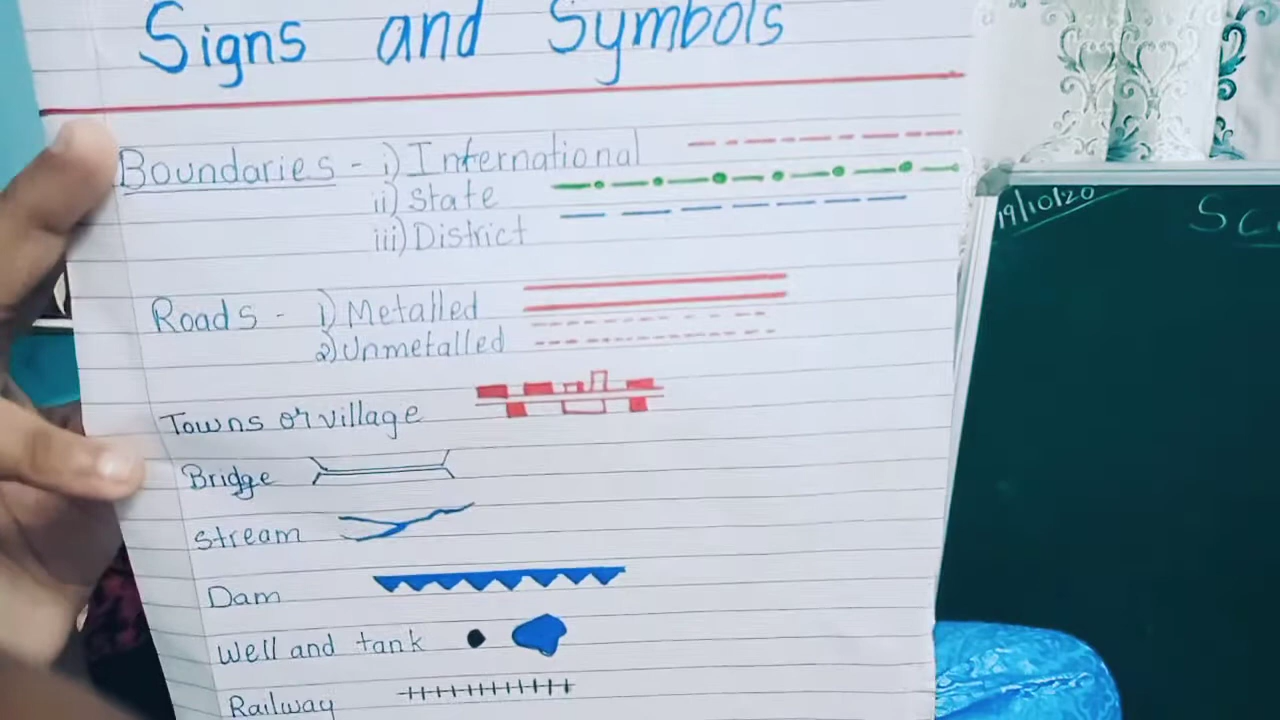 Signs and Symbols
Boundaries - i) International
ii) State
iii) District
Roads - 1) Metalled
2) Unmetalled
Towns or village
Bridge
stream
Dam
Well and tank
Railway
19/10/20